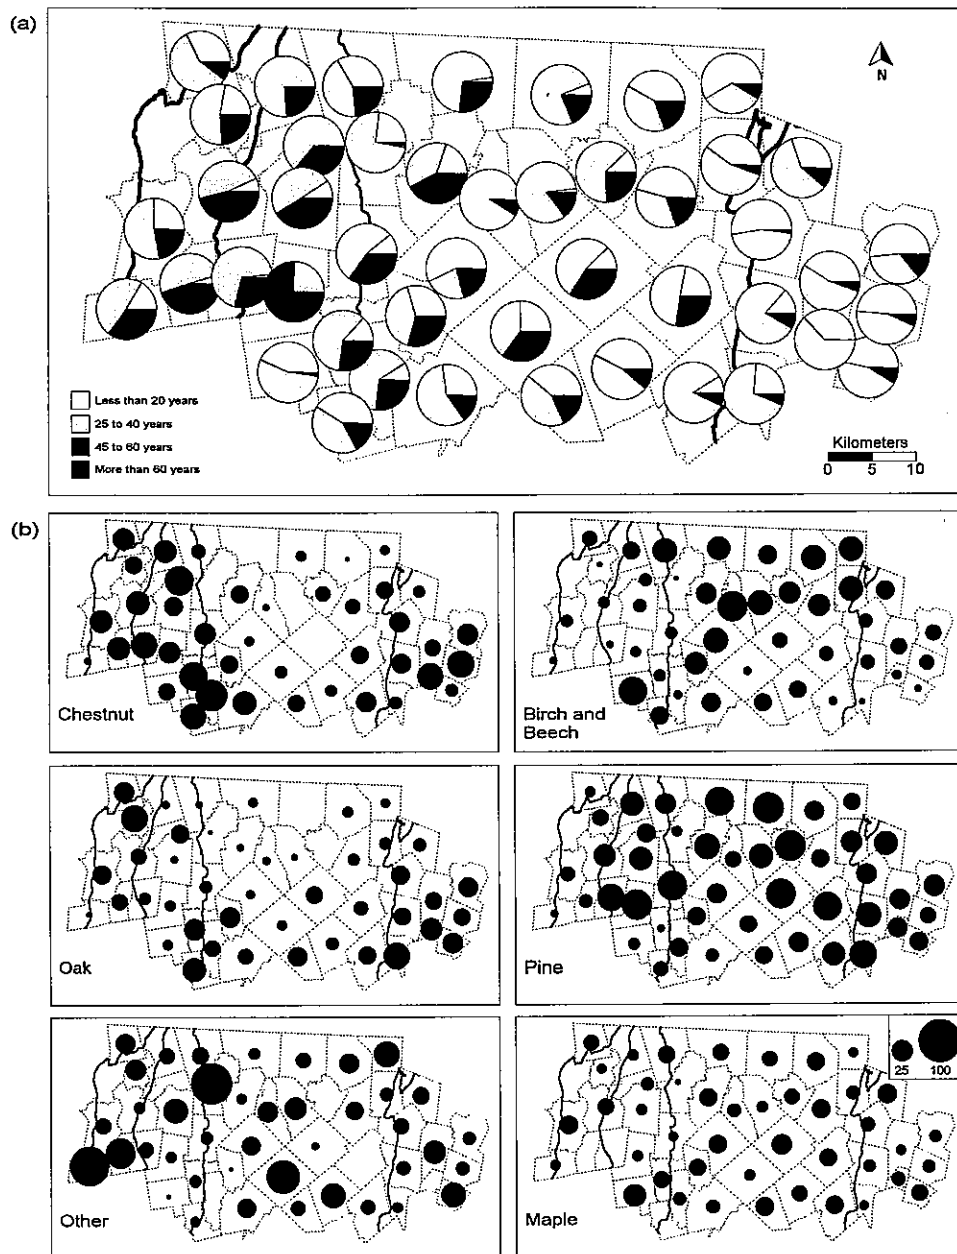 (a)
N
Less than 20 years
25 to 40 years
45 to 60 years
More than 60 years
Kilometers
0 5 10
(b)
Chestnut
Birch and
Beech
Oak
Pine
Other
25 100
Maple